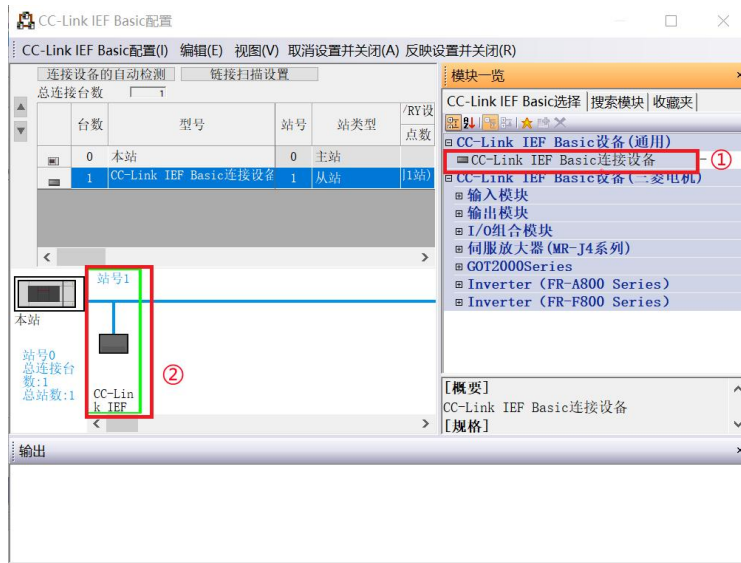 CC-Link IEF Basic配置
CC-Link IEF Basic配置(I) 编辑(E) 视图(V) 取消设置并关闭(A) 反映设置并关闭(R)
连接设备的自动检测 链接扫描设置
总连接台数 1
台数 型号 站号 站类型 /RY设
点数
0 本站 0 主站
1 CC-Link IEF Basic连接设备 1 从站 1站)
站号1
本站
站号0
总连接台
数:1
总站数:1
CC-Lin
k IEF
②
模块一览
CC-Link IEF Basic选择 搜索模块 收藏夹
CC-Link IEF Basic设备(通用)
CC-Link IEF Basic连接设备
①
CC-Link IEF Basic设备(三菱电机)
输入模块
输出模块
I/O组合模块
伺服放大器(MR-J4系列)
GOT2000Series
Inverter (FR-A800 Series)
Inverter (FR-F800 Series)
[概要]
CC-Link IEF Basic连接设备
[规格]
输出